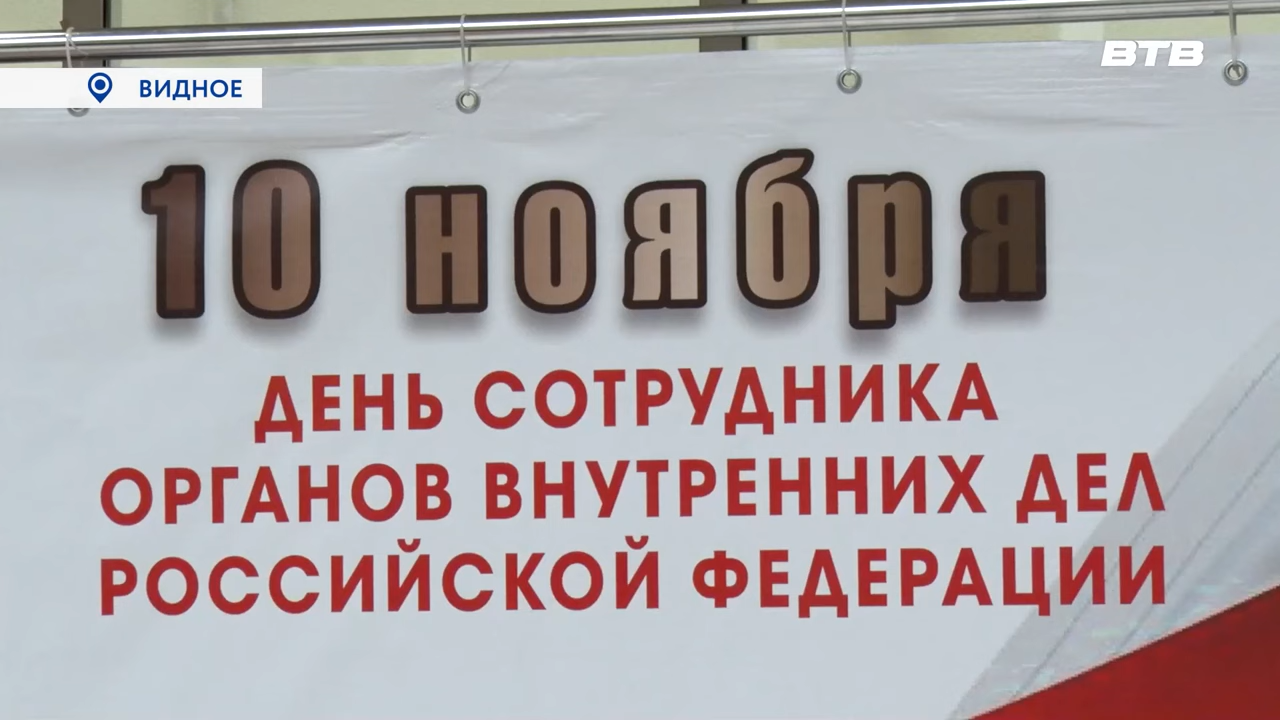 ВТВ
ВИДНОЕ
10 ноября
ДЕНЬ СОТРУДНИКА
ОРГАНОВ ВНУТРЕННИХ ДЕЛ
РОССИЙСКОЙ ФЕДЕРАЦИИ